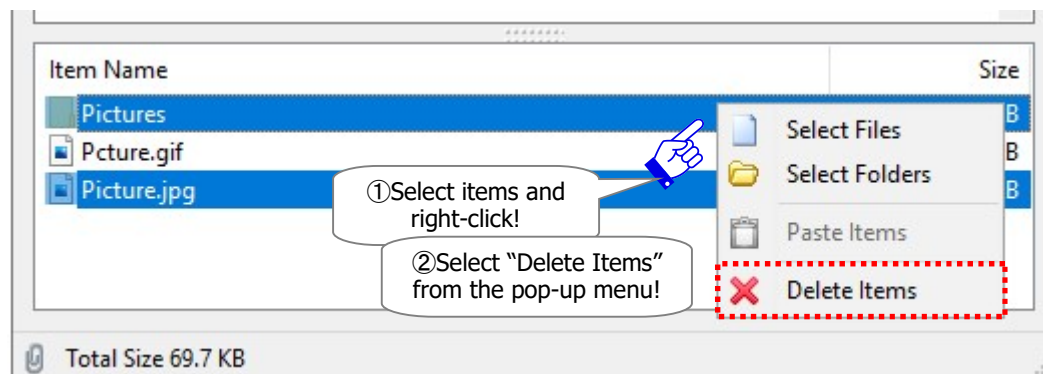 Item Name Size
Pictures B
Pcture.gif B
Picture.jpg B
Select Files
Select Folders
Paste Items
Delete Items
①Select items and
right-click!
②Select “Delete Items”
from the pop-up menu!
Total Size 69.7 KB